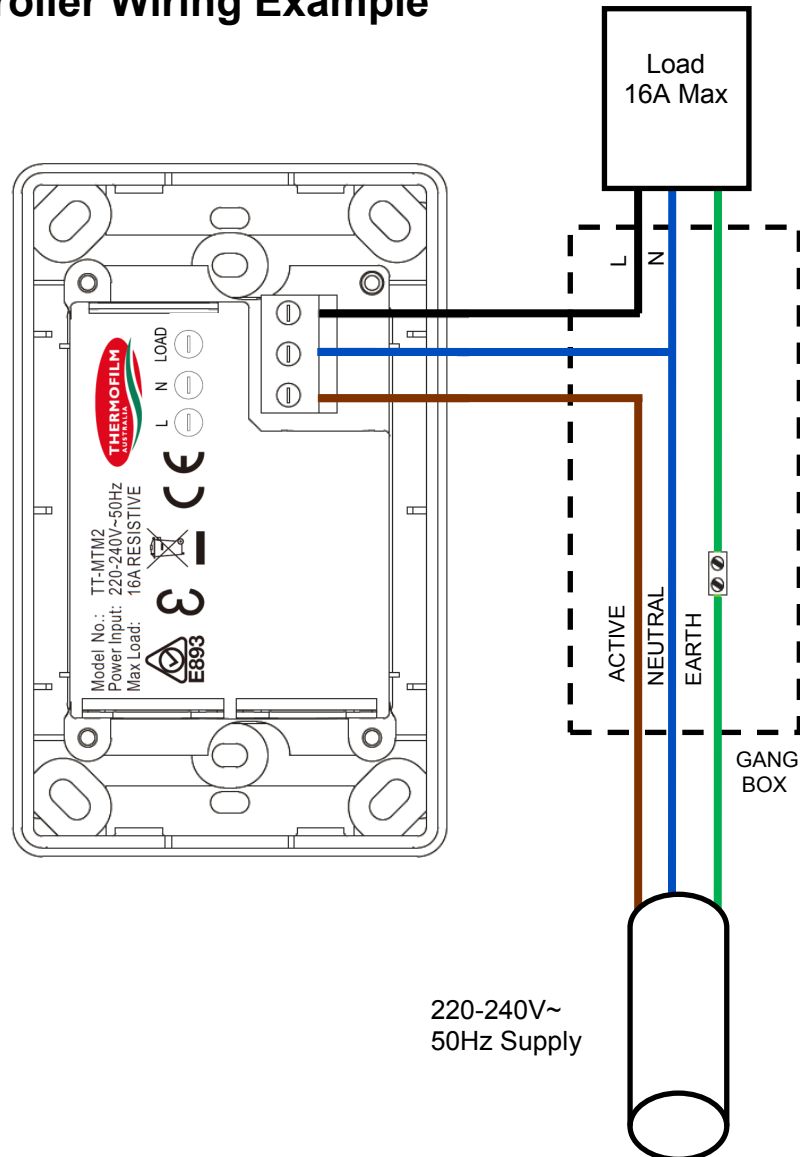 roller Wiring Example
Load
16A Max
L
N
THERMOFILM
AUSTRALIA
L N LOAD
Model No.: TT-MTM2
Power Input: 220-240V~50Hz
Max Load: 16A RESISTIVE
CE
E893
ACTIVE
NEUTRAL
EARTH
GANG
BOX
220-240V~
50Hz Supply